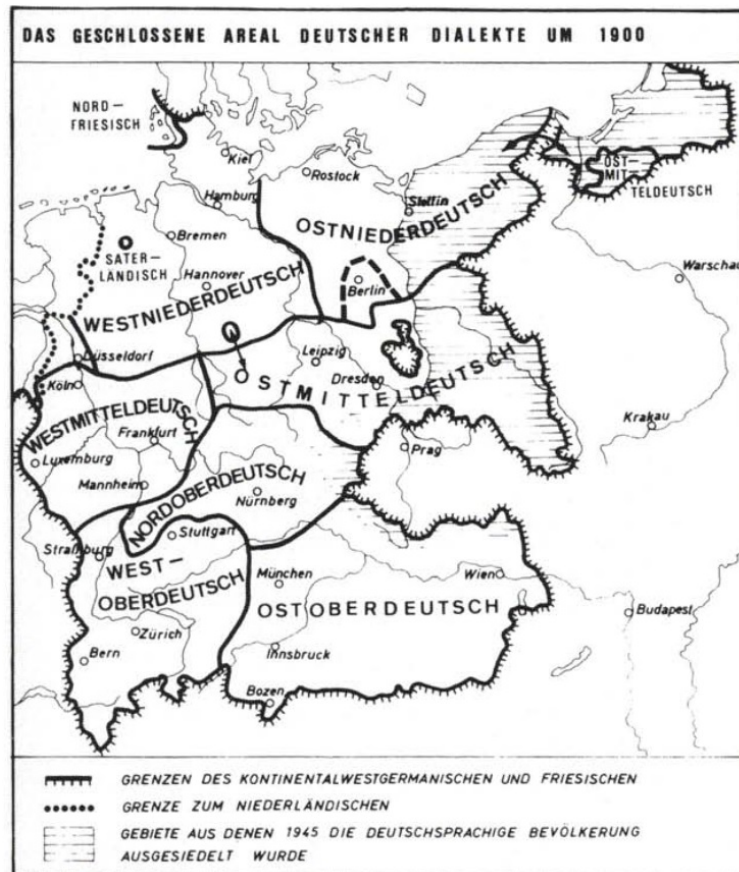 DAS GESCHLOSSENE AREAL DEUTSCHER DIALEKTE UM 1900
NORD-
FRIESISCH
Kiel
Rostock
OST-
MIT-
TELDEUTSCH
Hamburg
Stettin
OSTNIEDERDEUTSCH
Bremen
SATER-
LÄNDISCH
Hannover
Berlin
Warschau
WESTNIEDERDEUTSCH
Düsseldorf
Leipzig
Köln
Dresden
OSTMITTELDEUTSCH
WESTMITTELDEUTSCH
Frankfurt
Krakau
Luxemburg
Prag
Mannheim
NORDOBERDEUTSCH
Nürnberg
Stuttgart
Straßburg
WEST-
OBERDEUTSCH
München
Wien
OSTOBERDEUTSCH
Budapest
Zürich
Bern
Innsbruck
Bozen
GRENZEN DES KONTINENTALWESTGERMANISCHEN UND FRIESISCHEN
GRENZE ZUM NIEDERLÄNDISCHEN
GEBIETE AUS DENEN 1945 DIE DEUTSCHSPRACHIGE BEVÖLKERUNG
AUSGESIEDELT WURDE